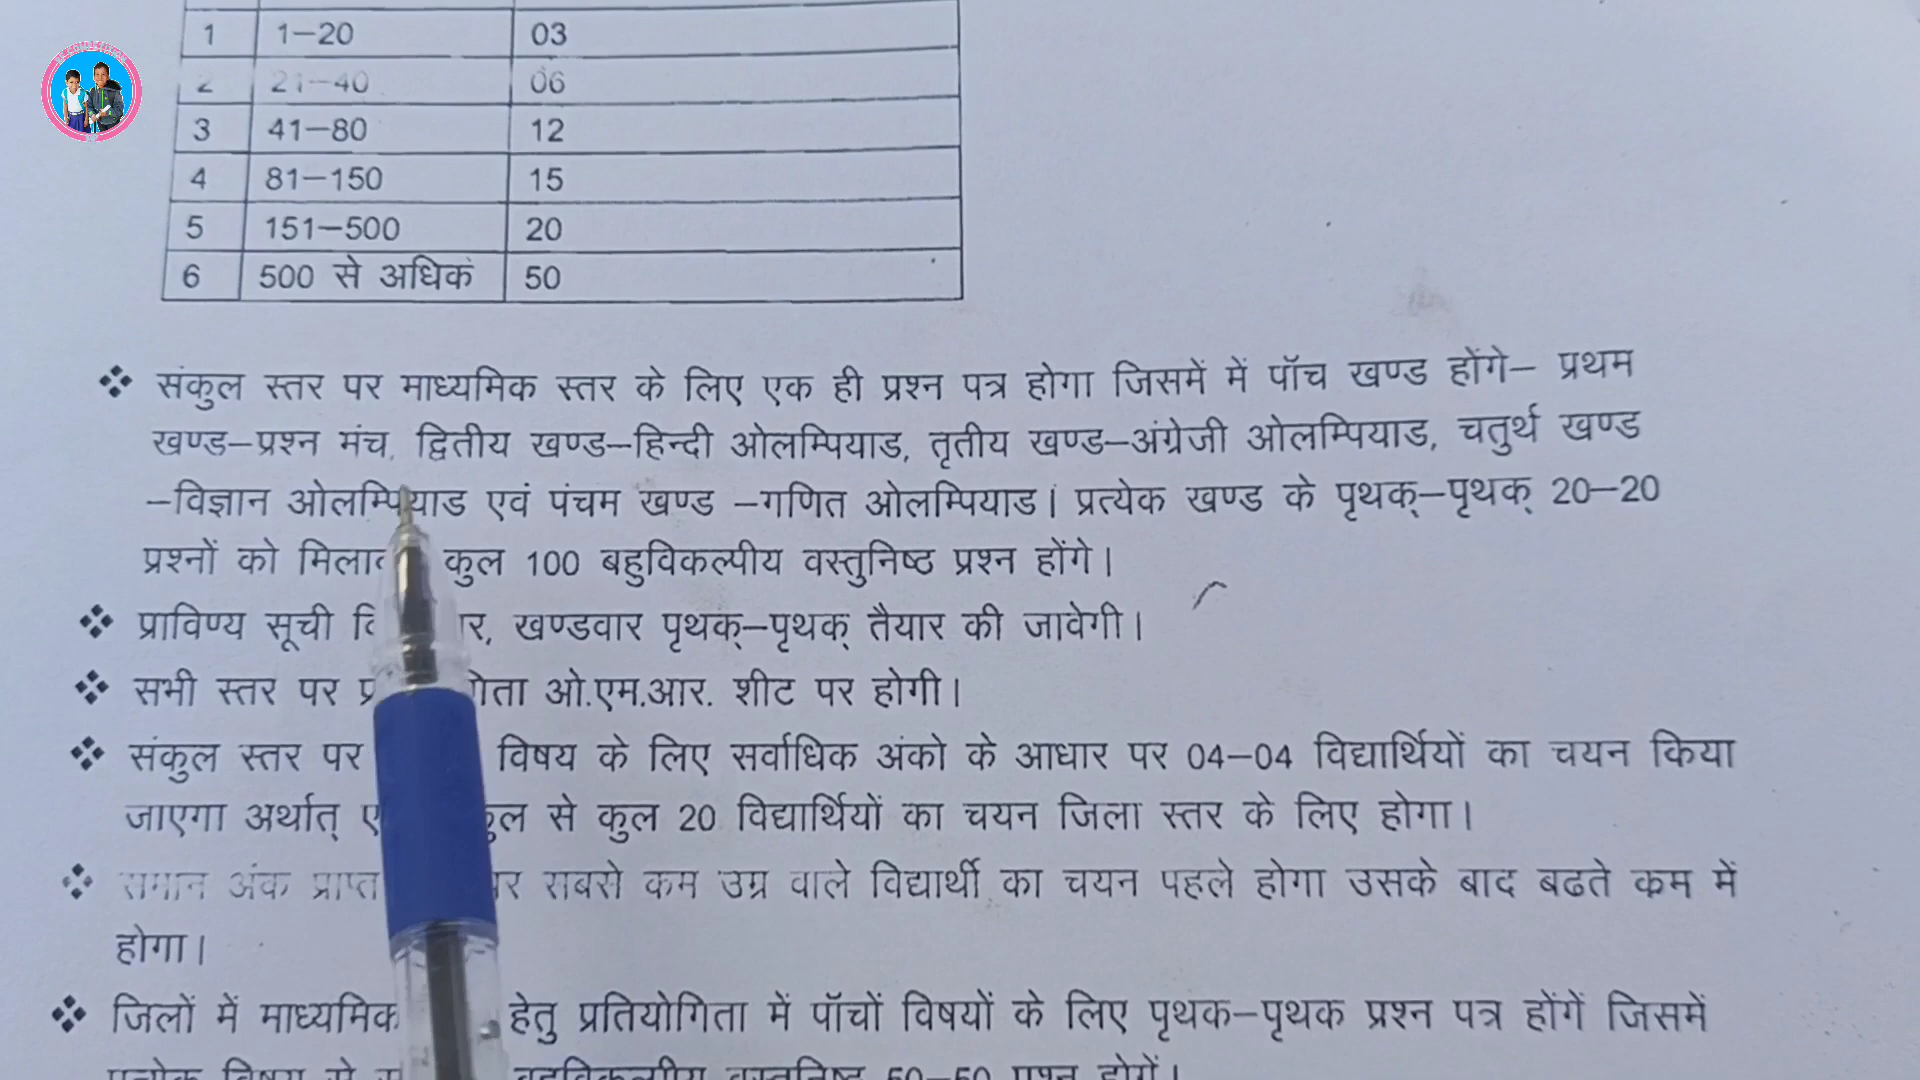 1 1–20 03
2 21–40 06
3 41–80 12
4 81–150 15
5 151–500 20
6 500 से अधिक 50
❖ संकुल स्तर पर माध्यमिक स्तर के लिए एक ही प्रश्न पत्र होगा जिसमें में पॉच खण्ड होंगे– प्रथम
खण्ड–प्रश्न मंच, द्वितीय खण्ड–हिन्दी ओलम्पियाड, तृतीय खण्ड–अंग्रेजी ओलम्पियाड, चतुर्थ खण्ड
–विज्ञान ओलम्पियाड एवं पंचम खण्ड –गणित ओलम्पियाड। प्रत्येक खण्ड के पृथक्–पृथक् 20–20
प्रश्नों को कुल 100 बहुविकल्पीय वस्तुनिष्ठ प्रश्न होंगे।
❖ प्राविण्य सूची खण्डवार पृथक्–पृथक् तैयार की जावेगी।
❖ सभी स्तर पर ओ.एम.आर. शीट पर होगी।
❖ संकुल स्तर पर विषय के लिए सर्वाधिक अंको के आधार पर 04–04 विद्यार्थियों का चयन किया
जाएगा अर्थात् से कुल 20 विद्यार्थियों का चयन जिला स्तर के लिए होगा।
❖ समान अंक प्राप्त सबसे कम उम्र वाले विद्यार्थी का चयन पहले होगा उसके बाद बढते क्रम में
होगा।
❖ जिलों में माध्यमिक हेतु प्रतियोगिता में पॉचों विषयों के लिए पृथक–पृथक प्रश्न पत्र होंगें जिसमें
50–50